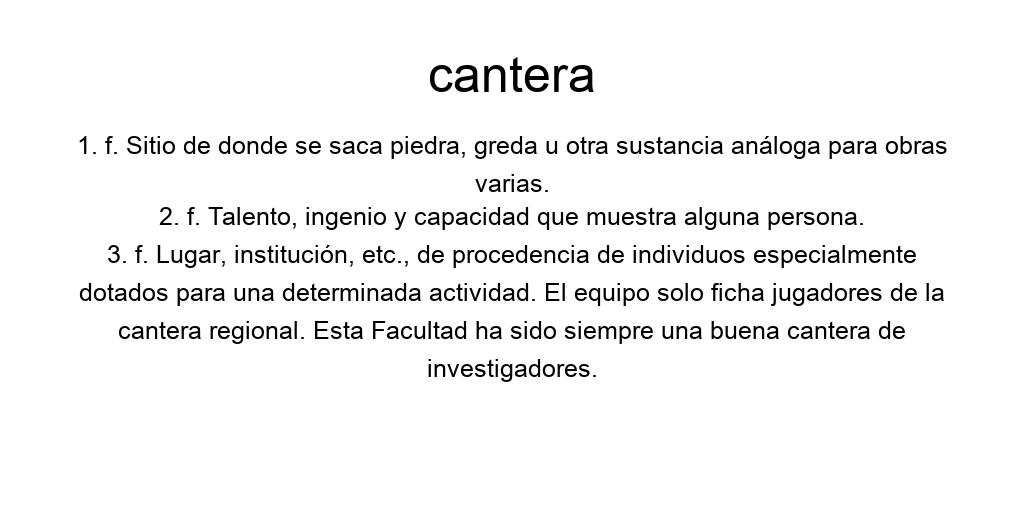 cantera
1. f. Sitio de donde se saca piedra, greda u otra sustancia análoga para obras
varias.
2. f. Talento, ingenio y capacidad que muestra alguna persona.
3. f. Lugar, institución, etc., de procedencia de individuos especialmente
dotados para una determinada actividad. El equipo solo ficha jugadores de la
cantera regional. Esta Facultad ha sido siempre una buena cantera de
investigadores.